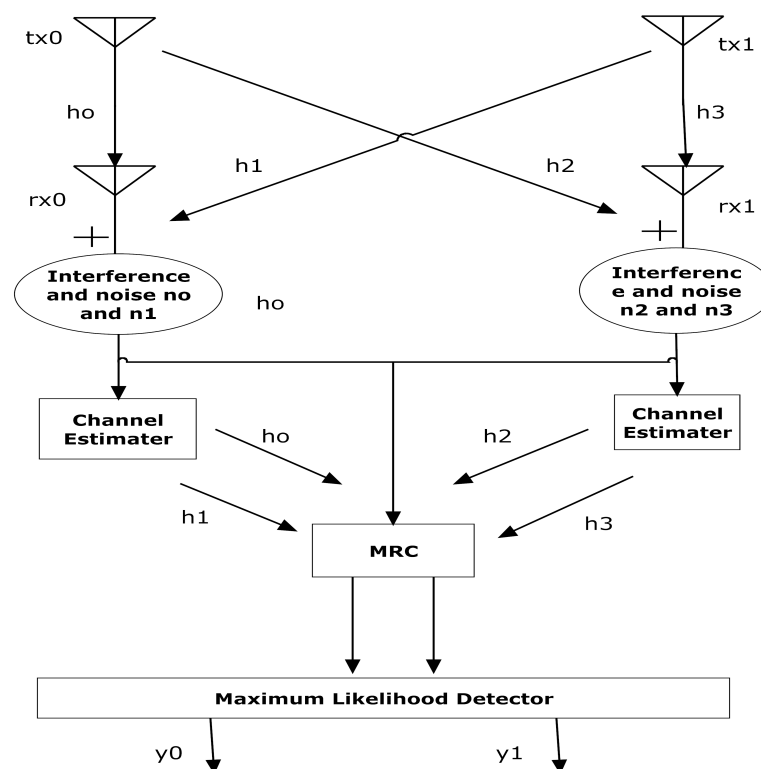 tx0
tx1
ho
h3
h1
h2
rx0
rx1
Interference
and noise no
and n1
Interferenc
e and noise
n2 and n3
ho
Channel
Estimater
Channel
Estimater
ho
h2
h1
h3
MRC
Maximum Likelihood Detector
y0
y1